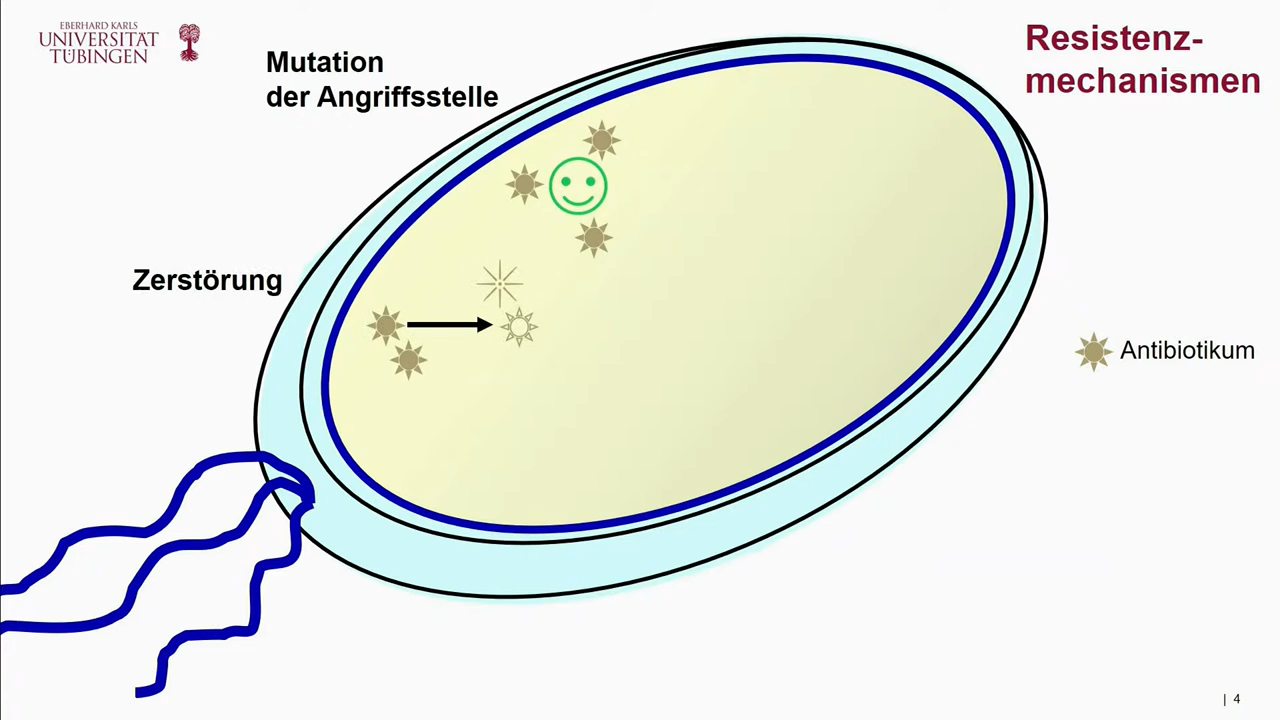 EBERHARD KARLS
UNIVERSITÄT
TÜBINGEN
Mutation
der Angriffsstelle
Resistenz-
mechanismen
Zerstörung
Antibiotikum
| 4